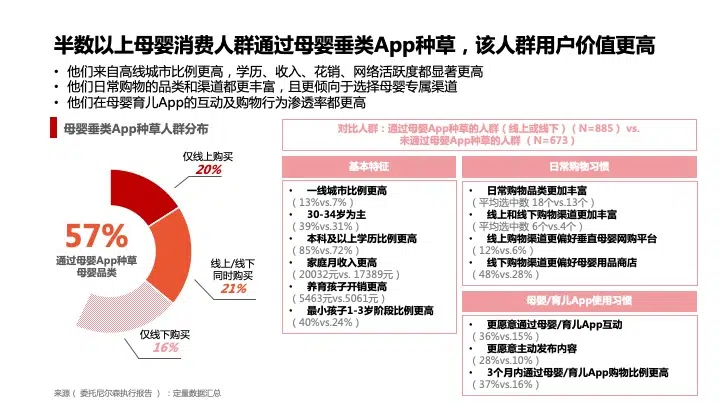 半数以上母婴消费人群通过母婴垂类App种草，该人群用户价值更高
• 他们来自高线城市比例更高，学历、收入、花销、网络活跃度都显著更高
• 他们日常购物的品类和渠道都更丰富，且更倾向于选择母婴专属渠道
• 他们在母婴育儿App的互动及购物行为渗透率都更高
母婴垂类App种草人群分布
仅线上购买
20%
57%
通过母婴App种草
母婴品类
线上/线下
同时购买
21%
仅线下购买
16%
对比人群：通过母婴App种草的人群（线上或线下）（N=885） vs.
未通过母婴App种草的人群 （N=673）
基本特征
• 一线城市比例更高
（13%vs.7%）
• 30-34岁为主
（39%vs.31%）
• 本科及以上学历比例更高
（85%vs.72%）
• 家庭月收入更高
（20032元vs. 17389元）
• 养育孩子开销更高
（5463元vs.5061元）
• 最小孩子1-3岁阶段比例更高
（40%vs.24%）
日常购物习惯
• 日常购物品类更加丰富
（平均选中数 18个vs.13个）
• 线上和线下购物渠道更加丰富
（平均选中数 6个vs.4个）
• 线上购物渠道更偏好垂直母婴网购平台
（12%vs.6%）
• 线下购物渠道更偏好母婴用品商店
（48%vs.28%）
母婴/育儿App使用习惯
• 更愿意通过母婴/育儿App互动
（36%vs.15%）
• 更愿意主动发布内容
（28%vs.10%）
• 3个月内通过母婴/育儿App购物比例更高
（37%vs.16%）
来源（ 委托尼尔森执行报告 ）：定量数据汇总